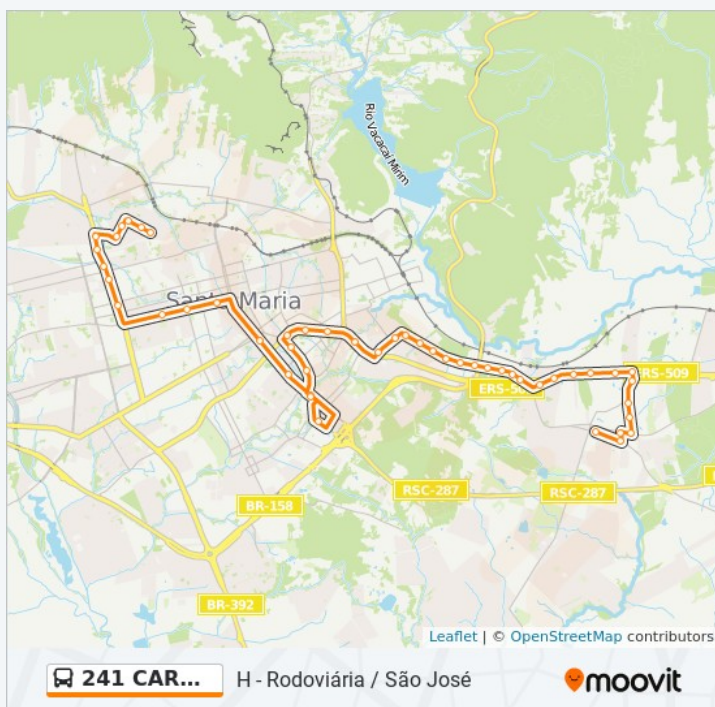 Rio Vacacaí Mirim
Santa Maria
ERS-509
RSC-287
RSC-287
BR-158
BR-392
Leaflet | © OpenStreetMap contributors
241 CAR...
H - Rodoviária / São José
moovit